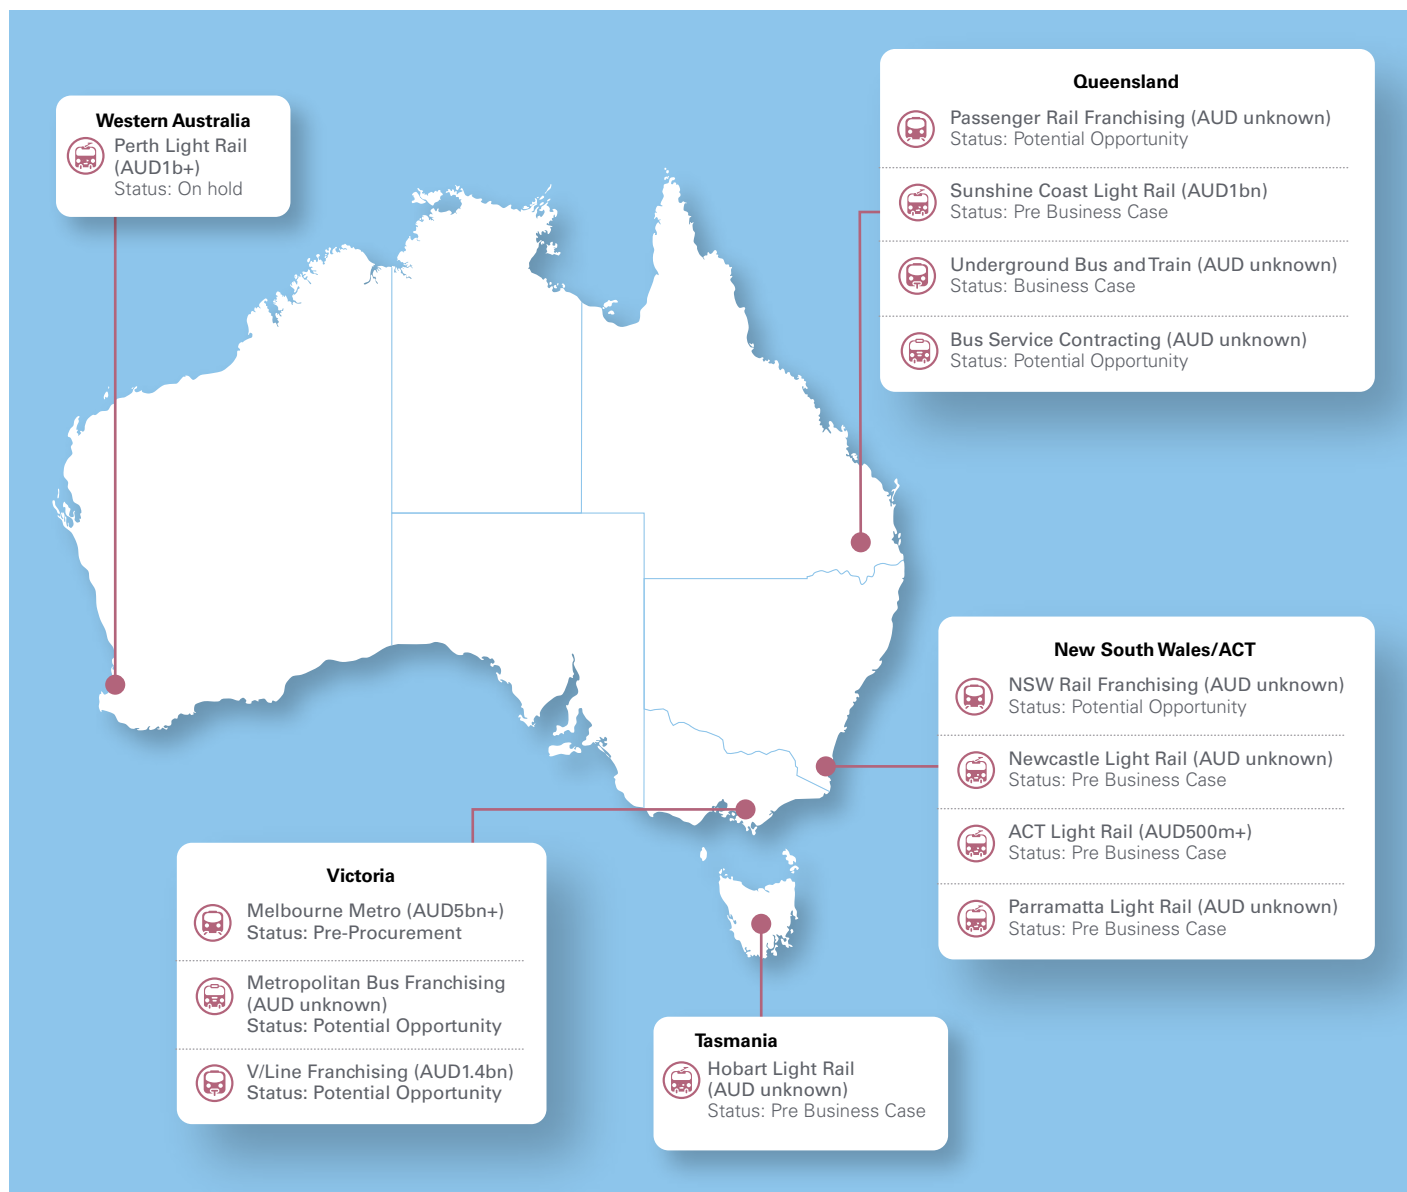 Western Australia
Perth Light Rail
(AUD1b+)
Status: On hold
Queensland
Passenger Rail Franchising (AUD unknown)
Status: Potential Opportunity
Sunshine Coast Light Rail (AUD1bn)
Status: Pre Business Case
Underground Bus and Train (AUD unknown)
Status: Business Case
Bus Service Contracting (AUD unknown)
Status: Potential Opportunity
New South Wales/ACT
NSW Rail Franchising (AUD unknown)
Status: Potential Opportunity
Newcastle Light Rail (AUD unknown)
Status: Pre Business Case
ACT Light Rail (AUD500m+)
Status: Pre Business Case
Parramatta Light Rail (AUD unknown)
Status: Pre Business Case
Victoria
Melbourne Metro (AUD5bn+)
Status: Pre-Procurement
Metropolitan Bus Franchising
(AUD unknown)
Status: Potential Opportunity
V/Line Franchising (AUD1.4bn)
Status: Potential Opportunity
Tasmania
Hobart Light Rail
(AUD unknown)
Status: Pre Business Case